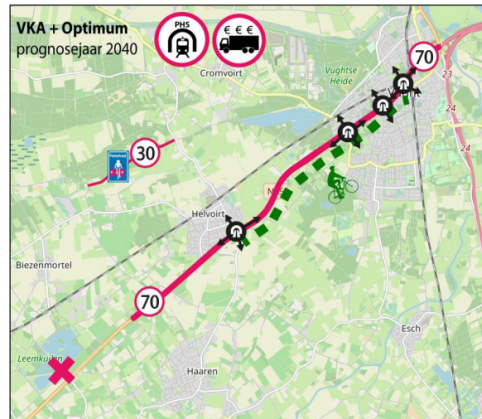 VKA + Optimum
prognosejaar 2040
PHS
€ € €
70
Cromvoirt
Vughtse
Heide
23
24
24
30
Helvoirt
Biezenmortel
70
Leemkuilen
Esch
Haaren